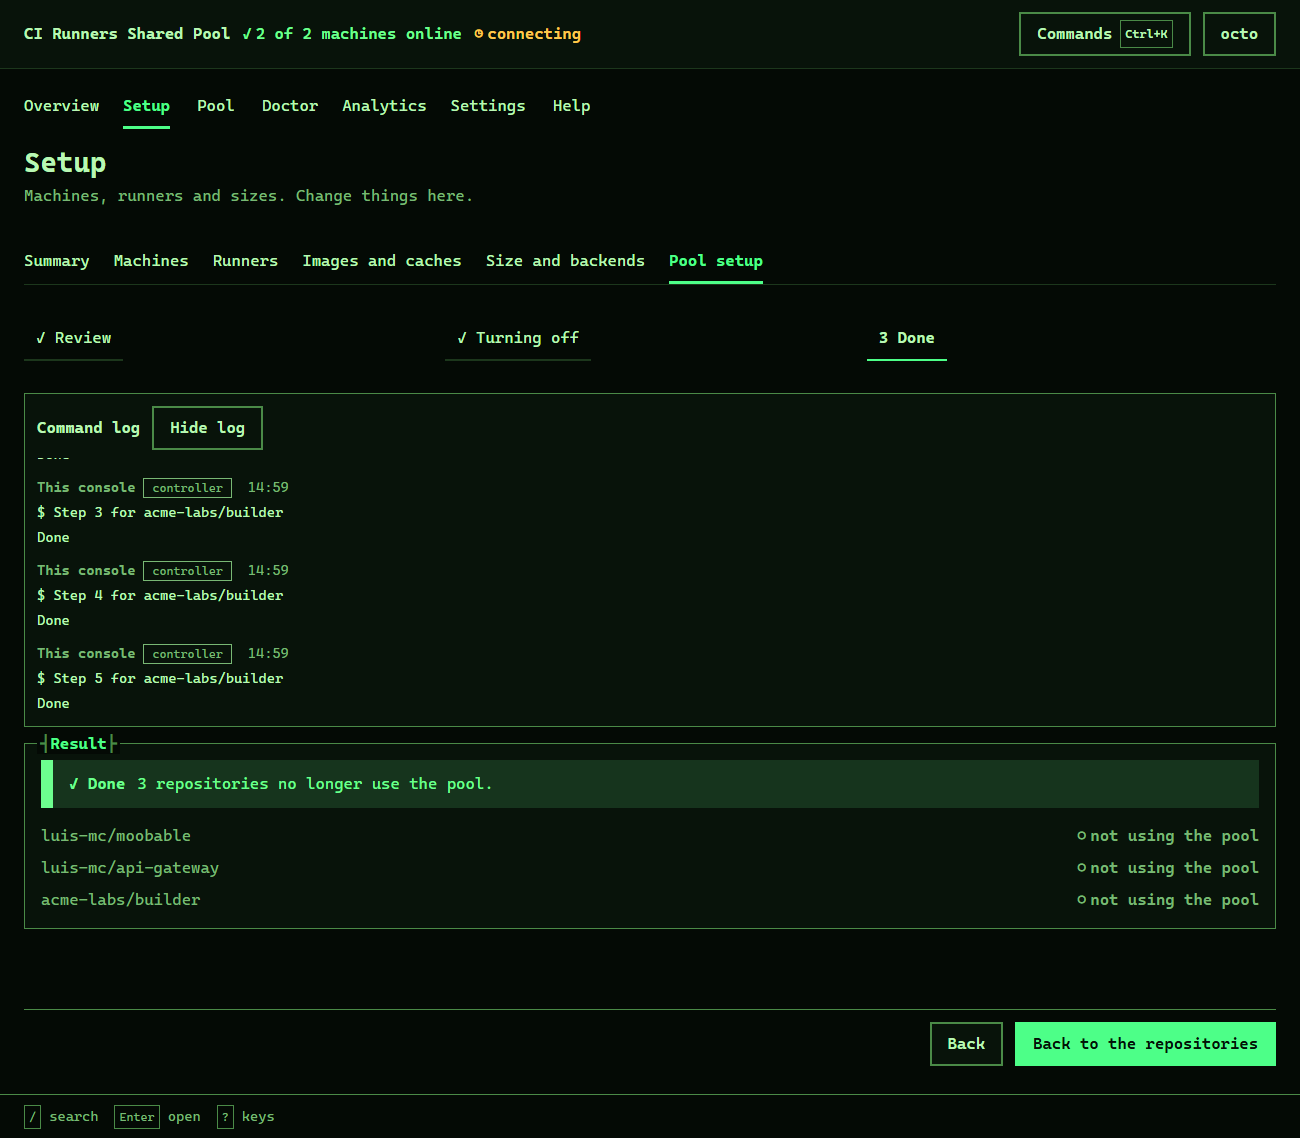 CI Runners Shared Pool ✓ 2 of 2 machines online connecting
Commands Ctrl+K octo
Overview Setup Pool Doctor Analytics Settings Help
Setup
Machines, runners and sizes. Change things here.
Summary Machines Runners Images and caches Size and backends Pool setup
✓ Review ✓ Turning off 3 Done
Command log Hide log
This console controller 14:59
$ Step 3 for acme-labs/builder
Done
This console controller 14:59
$ Step 4 for acme-labs/builder
Done
This console controller 14:59
$ Step 5 for acme-labs/builder
Done
Result
✓ Done 3 repositories no longer use the pool.
luis-mc/moobable not using the pool
luis-mc/api-gateway not using the pool
acme-labs/builder not using the pool
Back Back to the repositories
/ search Enter open ? keys